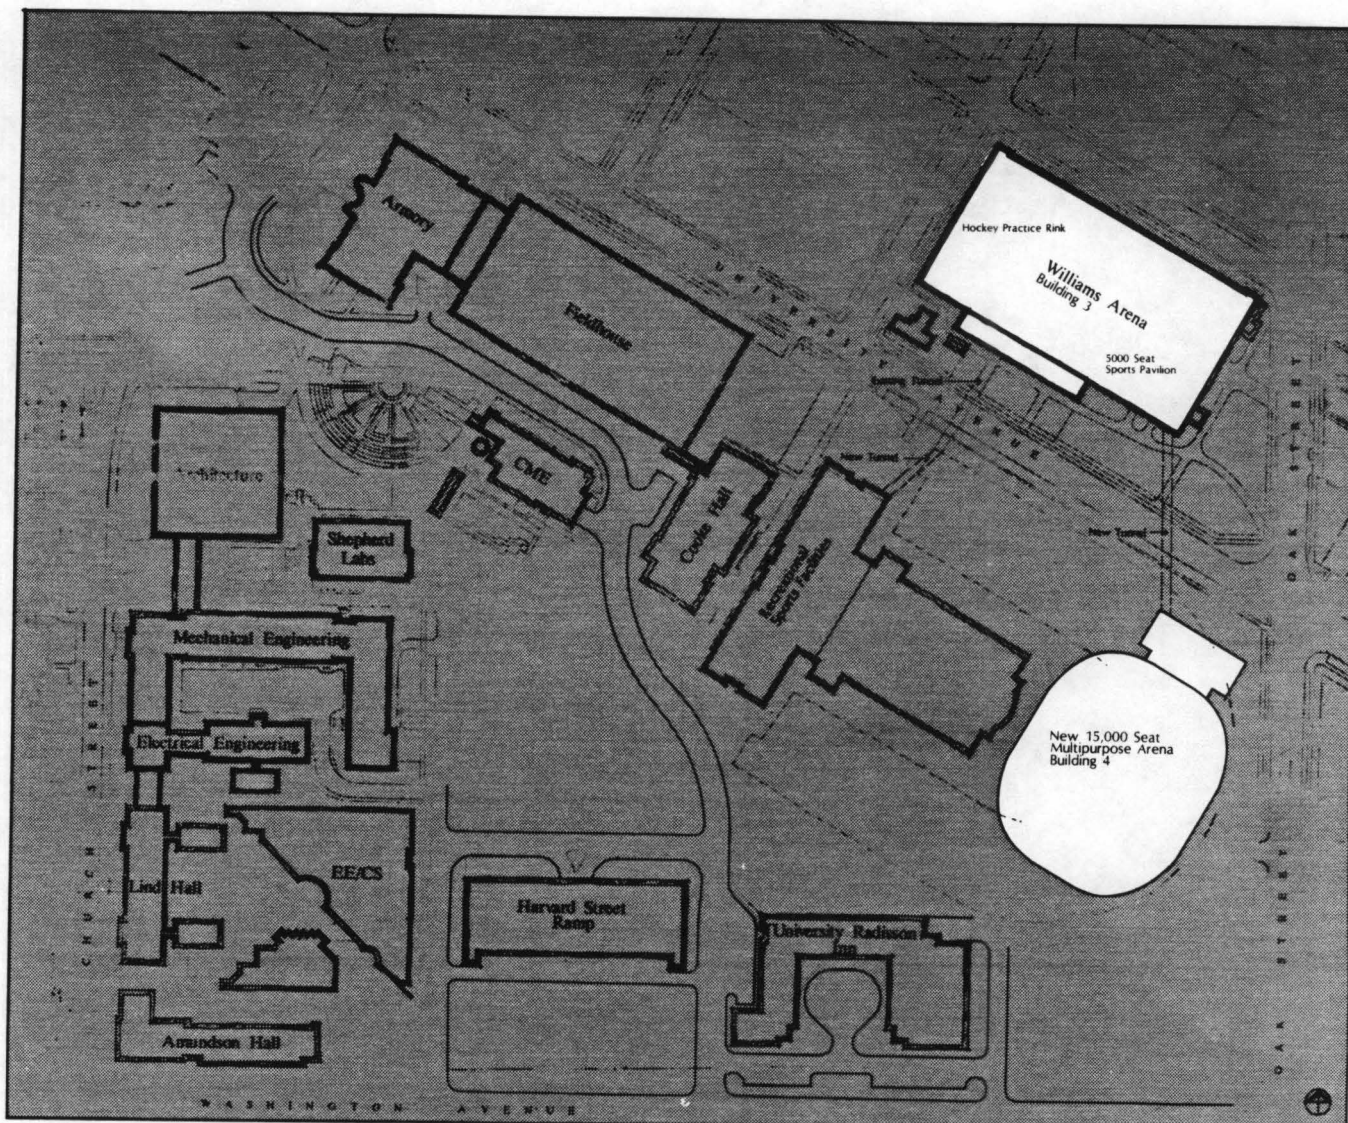 Armory
Hockey Practice Rink
Williams Arena
Building 3
5000 Seat
Sports Pavilion
UNIVERSITY AVENUE
Fieldhouse
Existing Tunnel
OAK STREET
New Tunnel
CME
Architecture
Cooke Hall
Shepherd
Labs
New Tunnel
Recreational
Sports Facilities
Mechanical Engineering
CHURCH STREET
Electrical Engineering
New 15,000 Seat
Multipurpose Arena
Building 4
EE/CS
Lind Hall
Harvard Street
Ramp
University Radisson
Inn
OAK STREET
Amundson Hall
WASHINGTON AVENUE